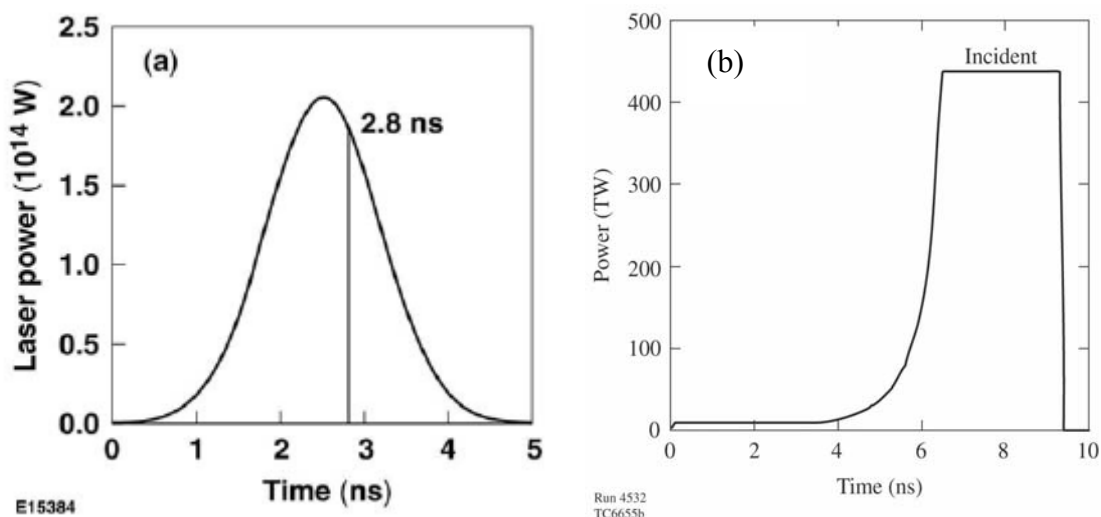 (a)
2.5
2.0
1.5
1.0
0.5
0.0
Laser power (10¹⁴ W)
2.8 ns
0 1 2 3 4 5
Time (ns)
E15384
(b)
500
400
300
200
100
0
Power (TW)
Incident
0 2 4 6 8 10
Time (ns)
Run 4532
TC6655b